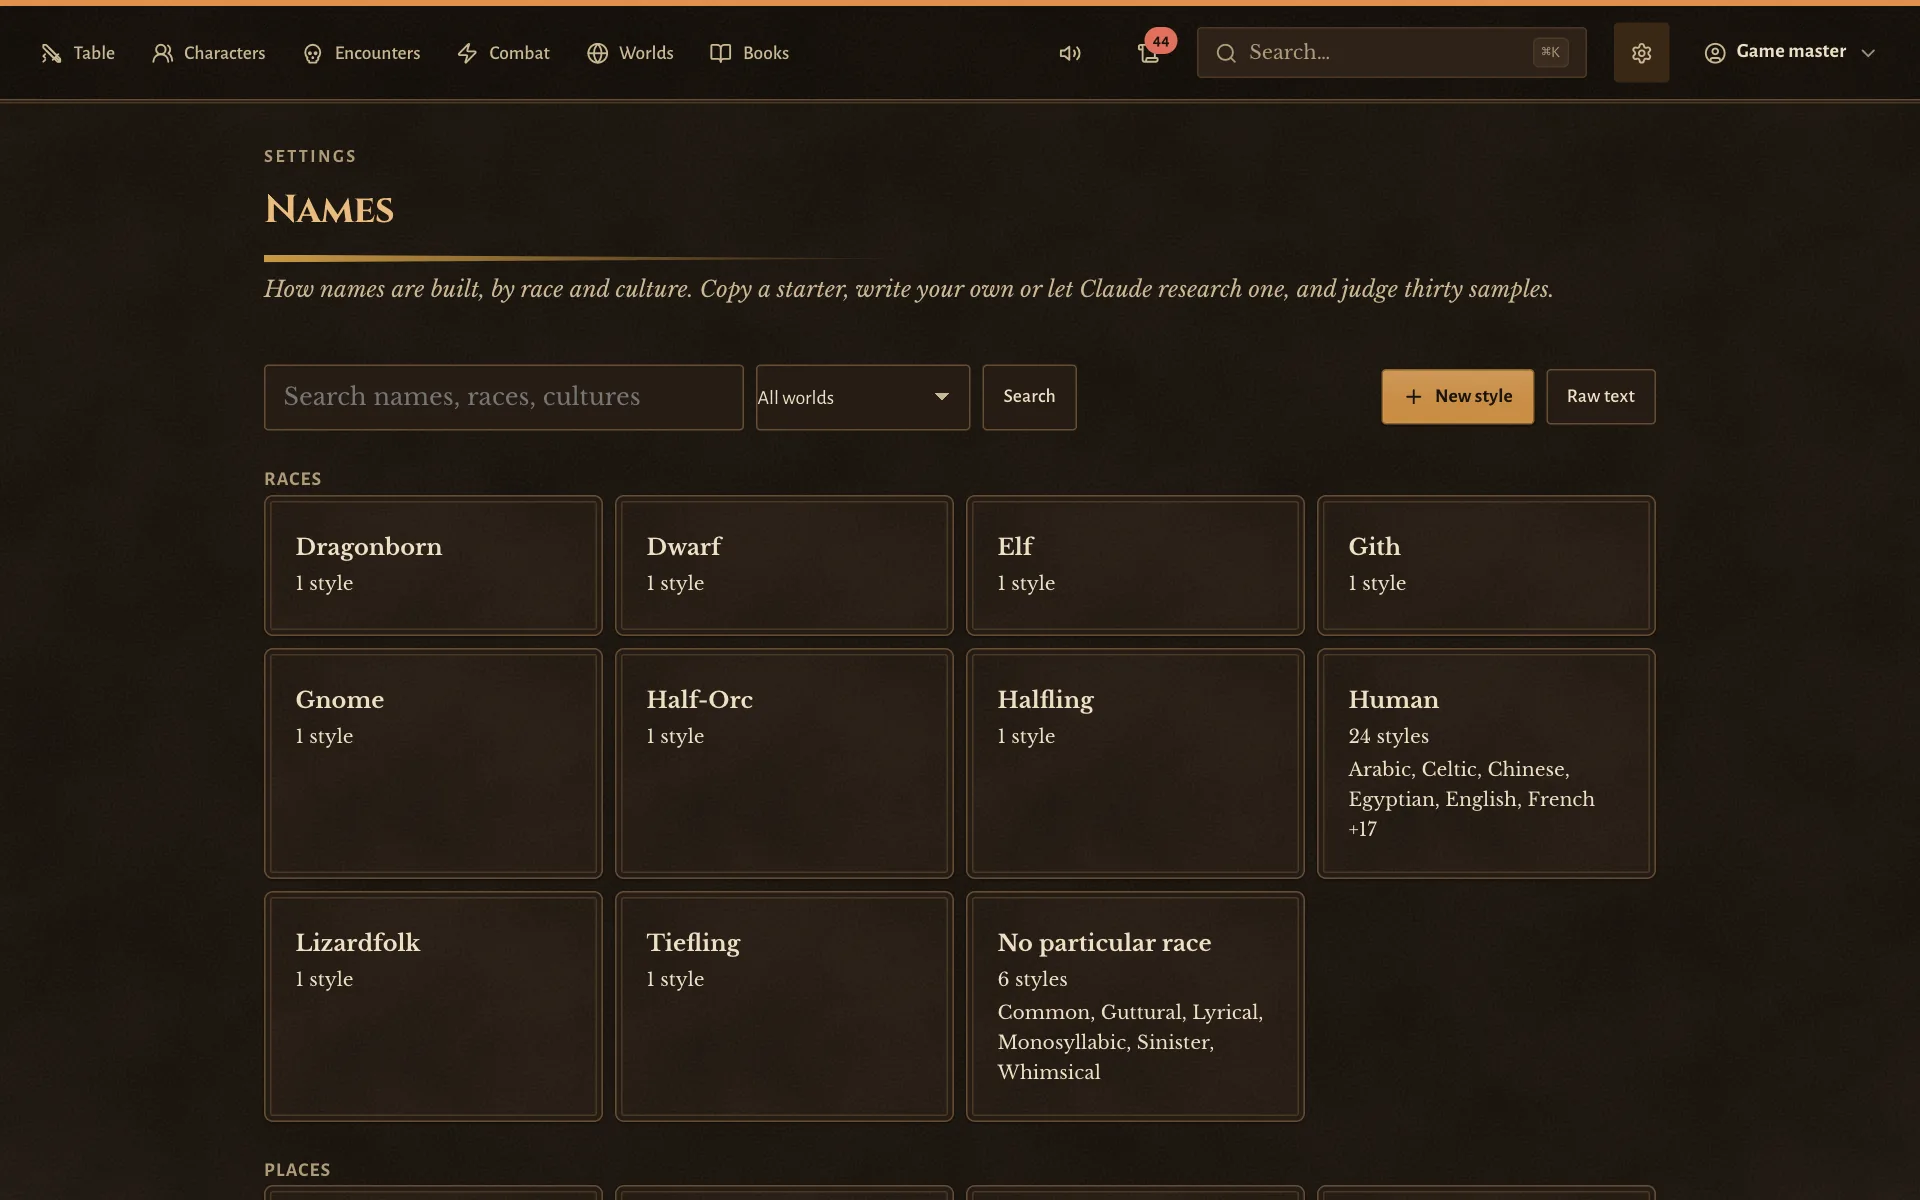 Table
Characters
Encounters
Combat
Worlds
Books
44
Search...
⌘K
Game master
SETTINGS
NAMES
How names are built, by race and culture. Copy a starter, write your own or let Claude research one, and judge thirty samples.
Search names, races, cultures
All worlds
Search
New style
Raw text
RACES
Dragonborn
1 style
Dwarf
1 style
Elf
1 style
Gith
1 style
Gnome
1 style
Half-Orc
1 style
Halfling
1 style
Human
24 styles
Arabic, Celtic, Chinese,
Egyptian, English, French
+17
Lizardfolk
1 style
Tiefling
1 style
No particular race
6 styles
Common, Guttural, Lyrical,
Monosyllabic, Sinister,
Whimsical
PLACES